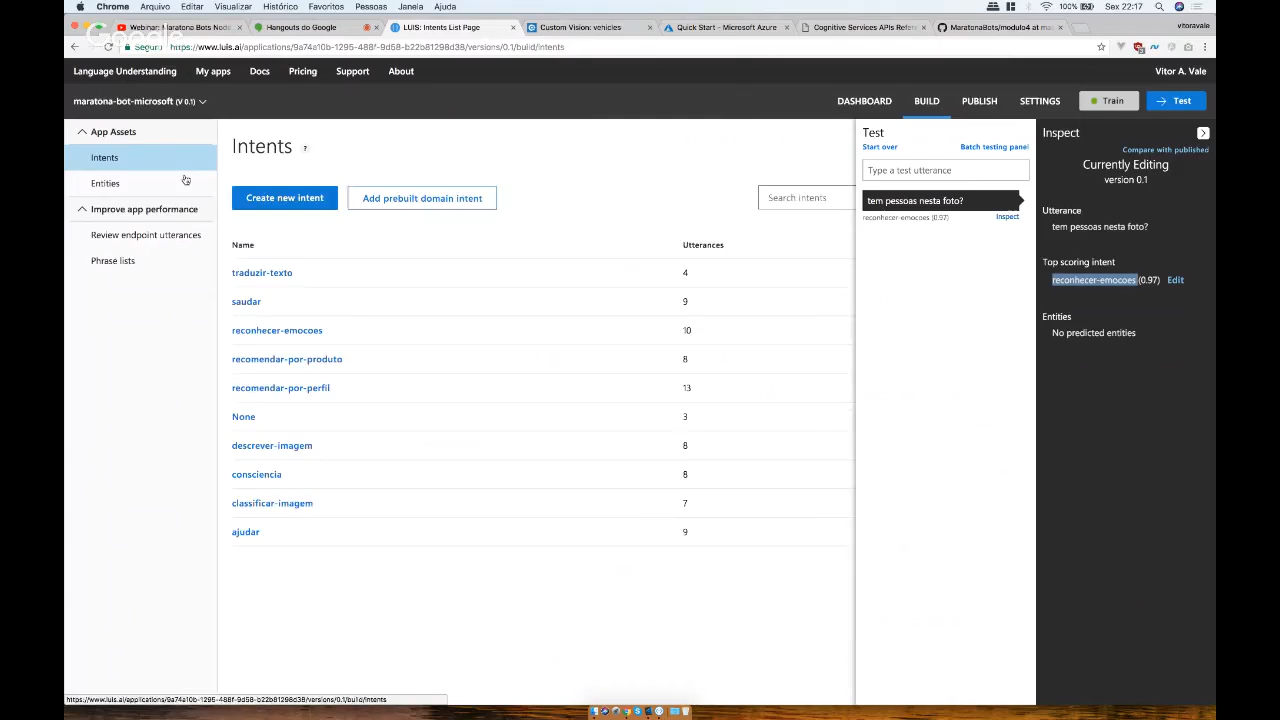 Chrome Arquivo Editar Visualizar Histórico Favoritos Pessoas Janela Ajuda 100% Sex 22:17
Webinar: Maratona Bots Node
Hangouts do Google
LUIS: Intents List Page
Custom Vision: vehicles
Quick Start - Microsoft Azure
Cognitive Services APIs Refere
MaratonaBots/modulo4 at ma
vitoravale
Google
Seguro https://www.luis.ai/applications/9a74a10b-1295-488f-9d58-b22b81298d38/versions/0.1/build/intents
Language Understanding My apps Docs Pricing Support About Vitor A. Vale
maratona-bot-microsoft (V 0.1) DASHBOARD BUILD PUBLISH SETTINGS Train Test
App Assets
Intents
Entities
Improve app performance
Review endpoint utterances
Phrase lists
Intents ?
Create new intent Add prebuilt domain intent Search intents
Name Utterances
traduzir-texto 4
saudar 9
reconhecer-emocoes 10
recomendar-por-produto 8
recomendar-por-perfil 13
None 3
descrever-imagem 8
consciencia 8
classificar-imagem 7
ajudar 9
Test
Start over Batch testing panel
Type a test utterance
tem pessoas nesta foto?
reconhecer-emocoes (0.97) Inspect
Inspect
Compare with published
Currently Editing
version 0.1
Utterance
tem pessoas nesta foto?
Top scoring intent
reconhecer-emocoes (0.97) Edit
Entities
No predicted entities
https://www.luis.ai/applications/9a74a10b-1295-488f-9d58-b22b81298d38/versions/0.1/build/intents